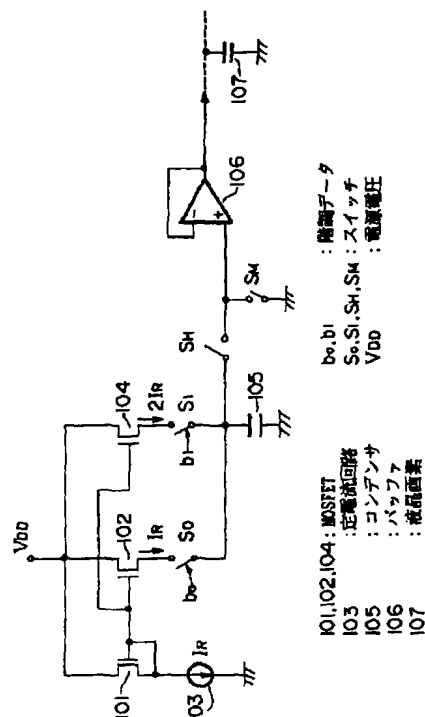 VDD
101
102
104
IR
2IR
S0
S1
b0
b1
IR
03
105
SH
SM
106
-
+
107
101,102,104 : MOSFET
103 : 定電流回路
105 : コンデンサ
106 : バッファ
107 : 液晶画素
b0,b1 : 階調データ
S0,S1,SH,SM : スイッチ
VDD : 電源電圧